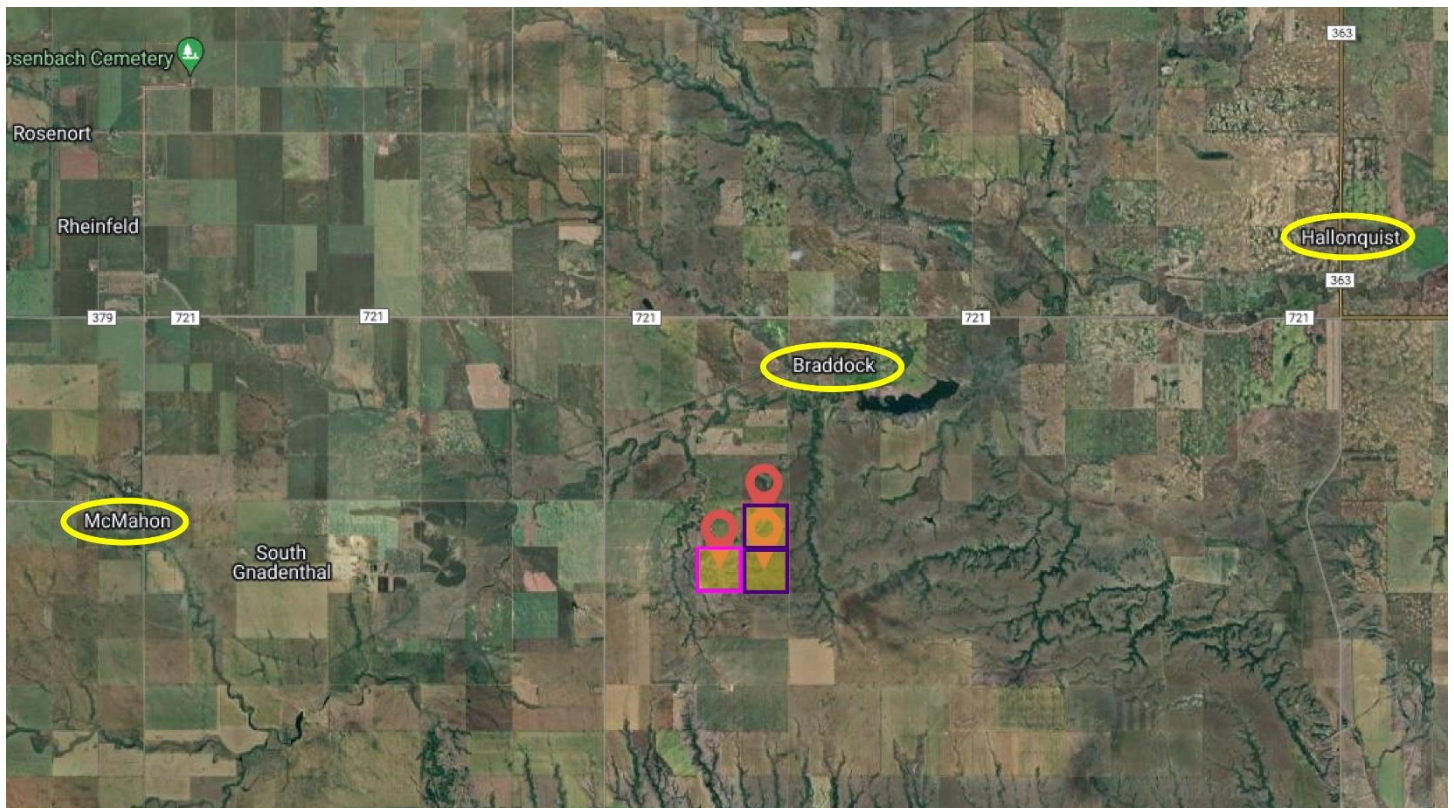 363
osenbach Cemetery
Rosenort
Rheinfeld
Hallonquist
363
379
721
721
721
721
721
Braddock
McMahon
South
Gnadenthal